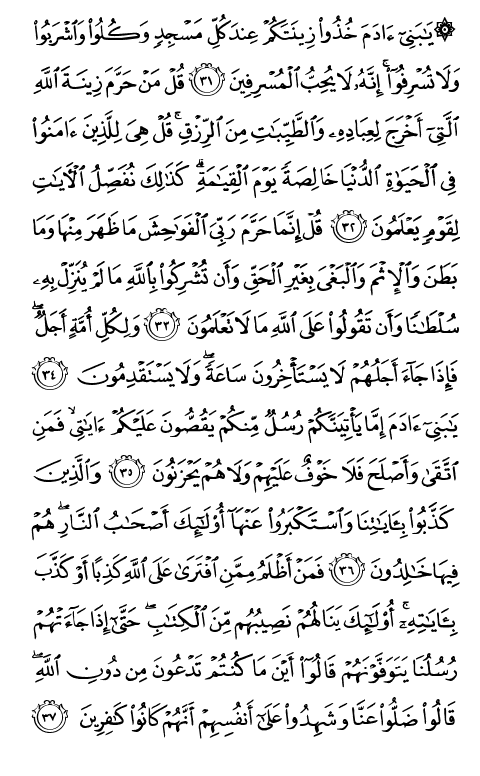 ۞ يَٰبَنِيٓ ءَادَمَ خُذُواْ زِينَتَكُمۡ عِندَ كُلِّ مَسۡجِدٖ وَكُلُواْ وَٱشۡرَبُواْ
وَلَا تُسۡرِفُوٓاْۚ إِنَّهُۥ لَا يُحِبُّ ٱلۡمُسۡرِفِينَ ٣١ قُلۡ مَنۡ حَرَّمَ زِينَةَ ٱللَّهِ
ٱلَّتِيٓ أَخۡرَجَ لِعِبَادِهِۦ وَٱلطَّيِّبَٰتِ مِنَ ٱلرِّزۡقِۚ قُلۡ هِيَ لِلَّذِينَ ءَامَنُواْ
فِي ٱلۡحَيَوٰةِ ٱلدُّنۡيَا خَالِصَةٗ يَوۡمَ ٱلۡقِيَٰمَةِۗ كَذَٰلِكَ نُفَصِّلُ ٱلۡأٓيَٰتِ
لِقَوۡمٖ يَعۡلَمُونَ ٣٢ قُلۡ إِنَّمَا حَرَّمَ رَبِّيَ ٱلۡفَوَٰحِشَ مَا ظَهَرَ مِنۡهَا وَمَا
بَطَنَ وَٱلۡإِثۡمَ وَٱلۡبَغۡيَ بِغَيۡرِ ٱلۡحَقِّ وَأَن تُشۡرِكُواْ بِٱللَّهِ مَا لَمۡ يُنَزِّلۡ بِهِۦ
سُلۡطَٰنٗا وَأَن تَقُولُواْ عَلَى ٱللَّهِ مَا لَا تَعۡلَمُونَ ٣٣ وَلِكُلِّ أُمَّةٍ أَجَلٞۖ
فَإِذَا جَآءَ أَجَلُهُمۡ لَا يَسۡتَأۡخِرُونَ سَاعَةٗ وَلَا يَسۡتَقۡدِمُونَ ٣٤
يَٰبَنِيٓ ءَادَمَ إِمَّا يَأۡتِيَنَّكُمۡ رُسُلٞ مِّنكُمۡ يَقُصُّونَ عَلَيۡكُمۡ ءَايَٰتِي فَمَنِ
ٱتَّقَىٰ وَأَصۡلَحَ فَلَا خَوۡفٌ عَلَيۡهِمۡ وَلَا هُمۡ يَحۡزَنُونَ ٣٥ وَٱلَّذِينَ
كَذَّبُواْ بِـَٔايَٰتِنَا وَٱسۡتَكۡبَرُواْ عَنۡهَآ أُوْلَٰٓئِكَ أَصۡحَٰبُ ٱلنَّارِۖ هُمۡ
فِيهَا خَٰلِدُونَ ٣٦ فَمَنۡ أَظۡلَمُ مِمَّنِ ٱفۡتَرَىٰ عَلَى ٱللَّهِ كَذِبًا أَوۡ كَذَّبَ
بِـَٔايَٰتِهِۦٓۚ أُوْلَٰٓئِكَ يَنَالُهُمۡ نَصِيبُهُم مِّنَ ٱلۡكِتَٰبِۖ حَتَّىٰٓ إِذَا جَآءَتۡهُمۡ
رُسُلُنَا يَتَوَفَّوۡنَهُمۡ قَالُوٓاْ أَيۡنَ مَا كُنتُمۡ تَدۡعُونَ مِن دُونِ ٱللَّهِۖ
قَالُواْ ضَلُّواْ عَنَّا وَشَهِدُواْ عَلَىٰٓ أَنفُسِهِمۡ أَنَّهُمۡ كَانُواْ كَٰفِرِينَ ٣٧